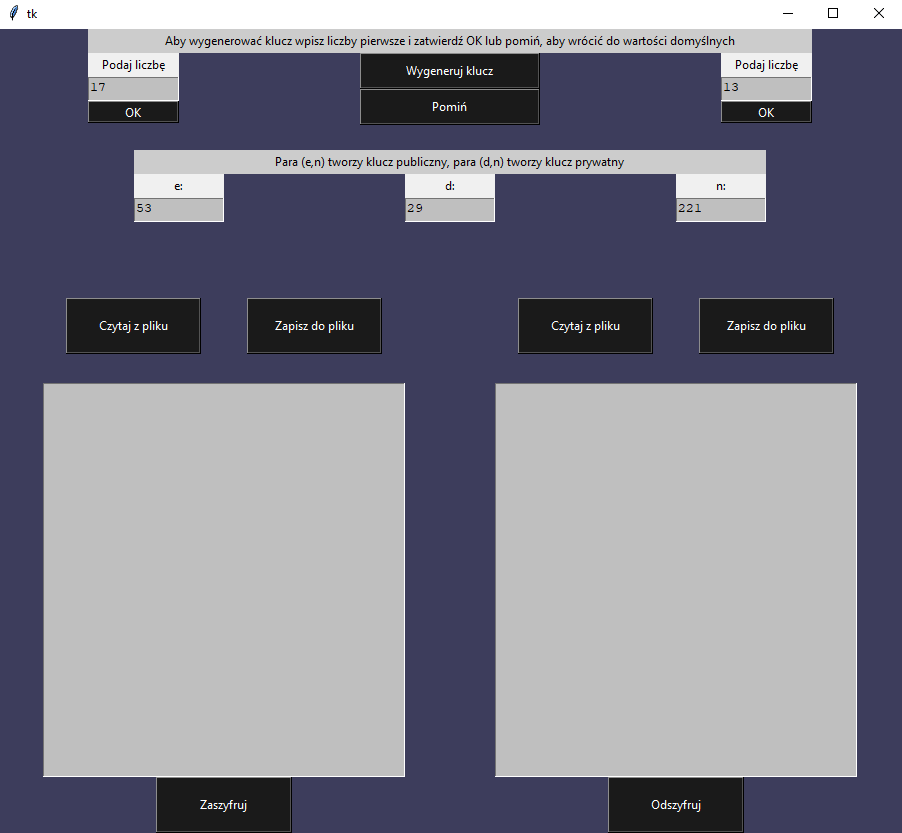 tk
Aby wygenerować klucz wpisz liczby pierwsze i zatwierdź OK lub pomiń, aby wrócić do wartości domyślnych
Podaj liczbę
17
OK
Wygeneruj klucz
Pomiń
Podaj liczbę
13
OK
Para (e,n) tworzy klucz publiczny, para (d,n) tworzy klucz prywatny
e:
53
d:
29
n:
221
Czytaj z pliku
Zapisz do pliku
Czytaj z pliku
Zapisz do pliku
Zaszyfruj
Odszyfruj